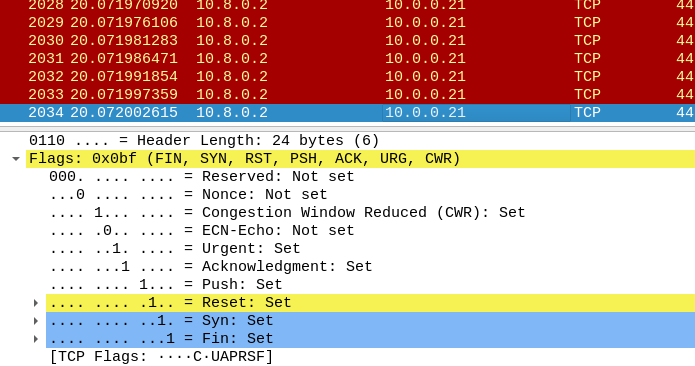 2028 20.071970920 10.8.0.2 10.0.0.21 TCP 44
2029 20.071976106 10.8.0.2 10.0.0.21 TCP 44
2030 20.071981283 10.8.0.2 10.0.0.21 TCP 44
2031 20.071986471 10.8.0.2 10.0.0.21 TCP 44
2032 20.071991854 10.8.0.2 10.0.0.21 TCP 44
2033 20.071997359 10.8.0.2 10.0.0.21 TCP 44
2034 20.072002615 10.8.0.2 10.0.0.21 TCP 44
0110 .... = Header Length: 24 bytes (6)
Flags: 0x0bf (FIN, SYN, RST, PSH, ACK, URG, CWR)
000. .... .... = Reserved: Not set
...0 .... .... = Nonce: Not set
.... 1... .... = Congestion Window Reduced (CWR): Set
.... .0.. .... = ECN-Echo: Not set
.... ..1. .... = Urgent: Set
.... ...1 .... = Acknowledgment: Set
.... .... 1... = Push: Set
.... .... .1.. = Reset: Set
.... .... ..1. = Syn: Set
.... .... ...1 = Fin: Set
[TCP Flags: ····C·UAPRSF]